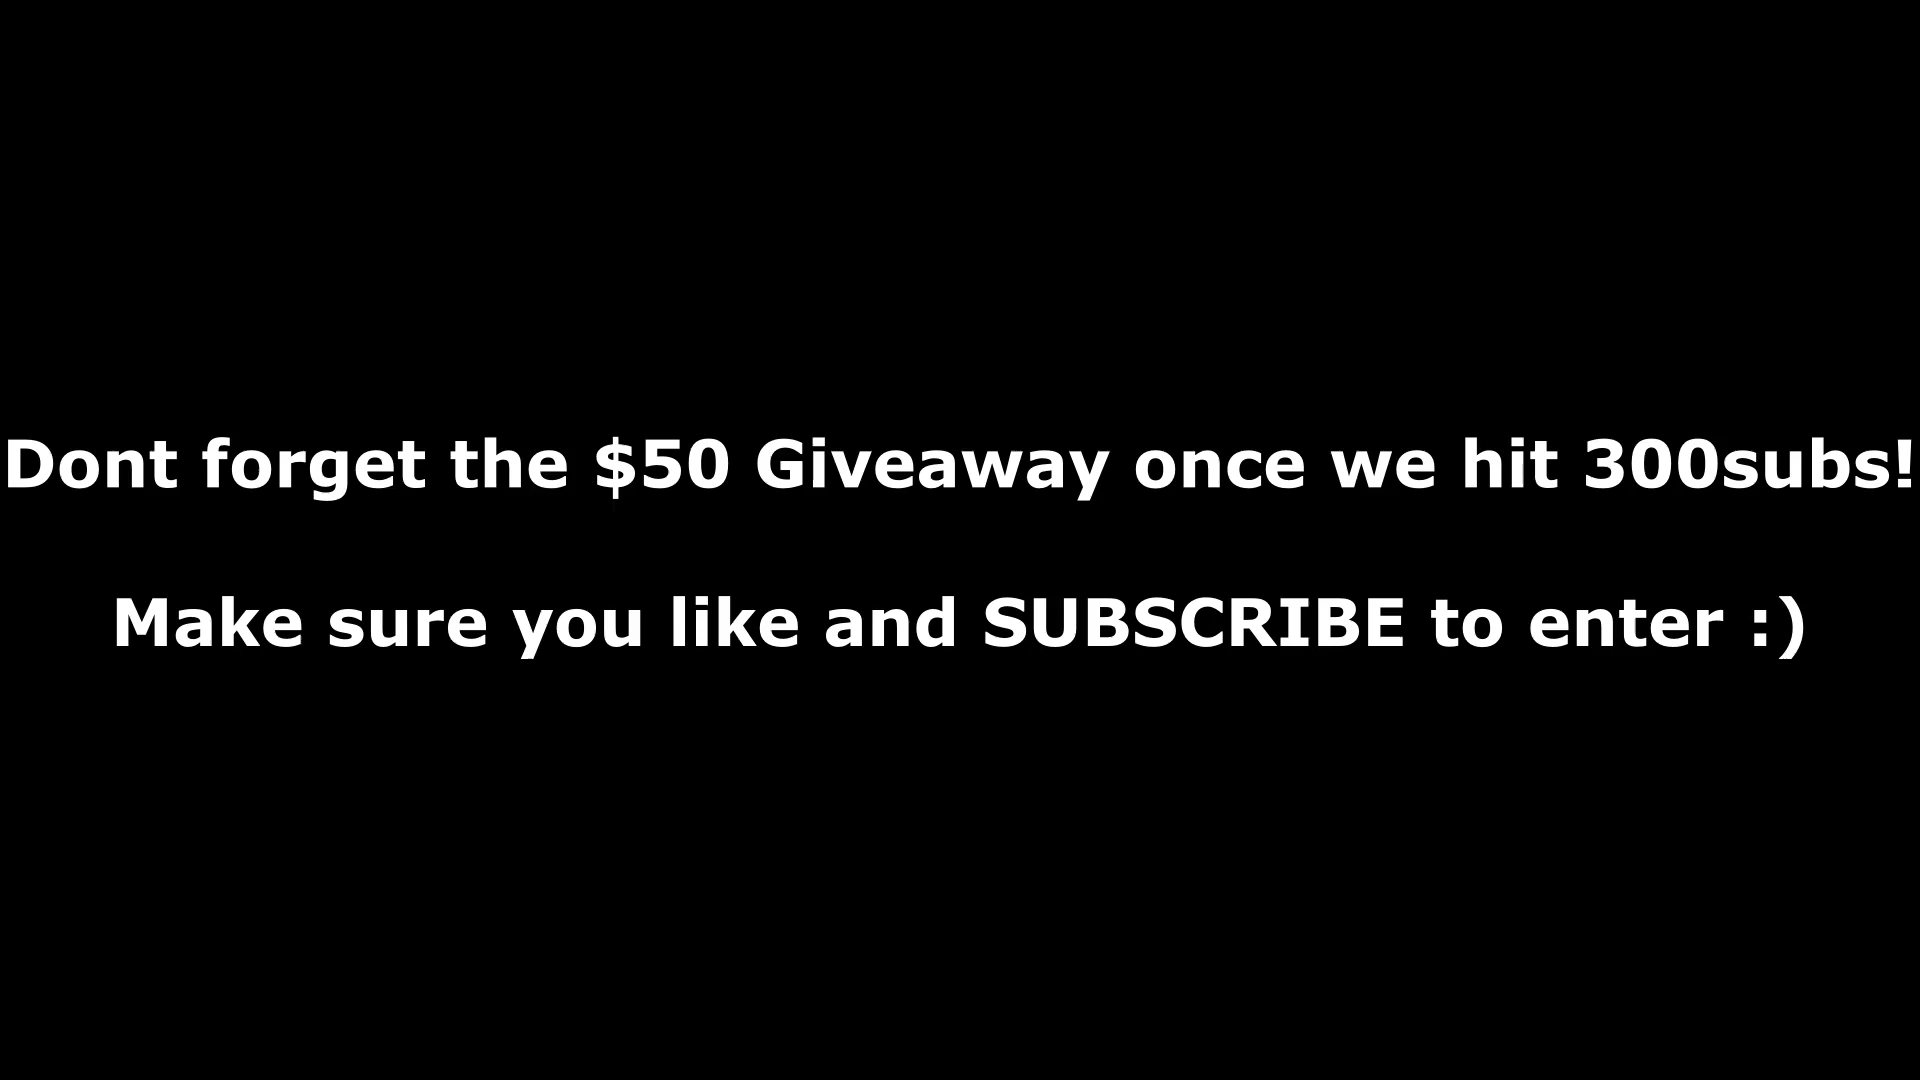 Dont forget the $50 Giveaway once we hit 300subs!
Make sure you like and SUBSCRIBE to enter :)